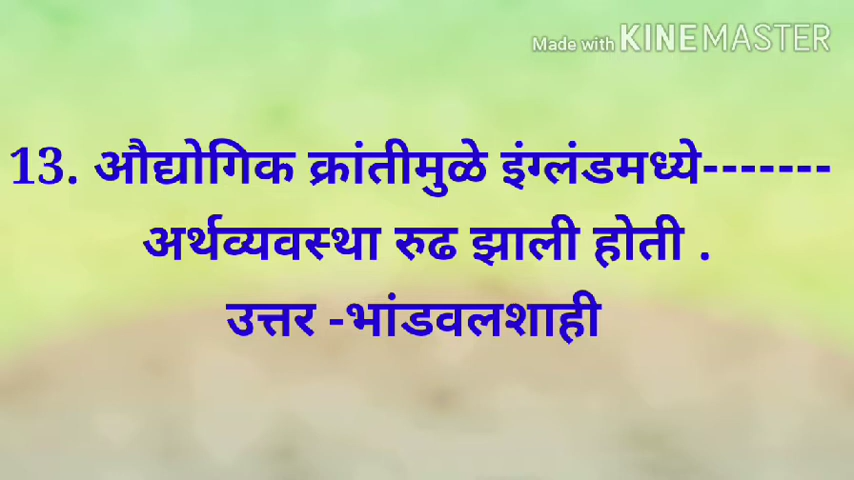 Made with KINEMASTER
13. औद्योगिक क्रांतीमुळे इंग्लंडमध्ये-------
अर्थव्यवस्था रुढ झाली होती .
उत्तर -भांडवलशाही